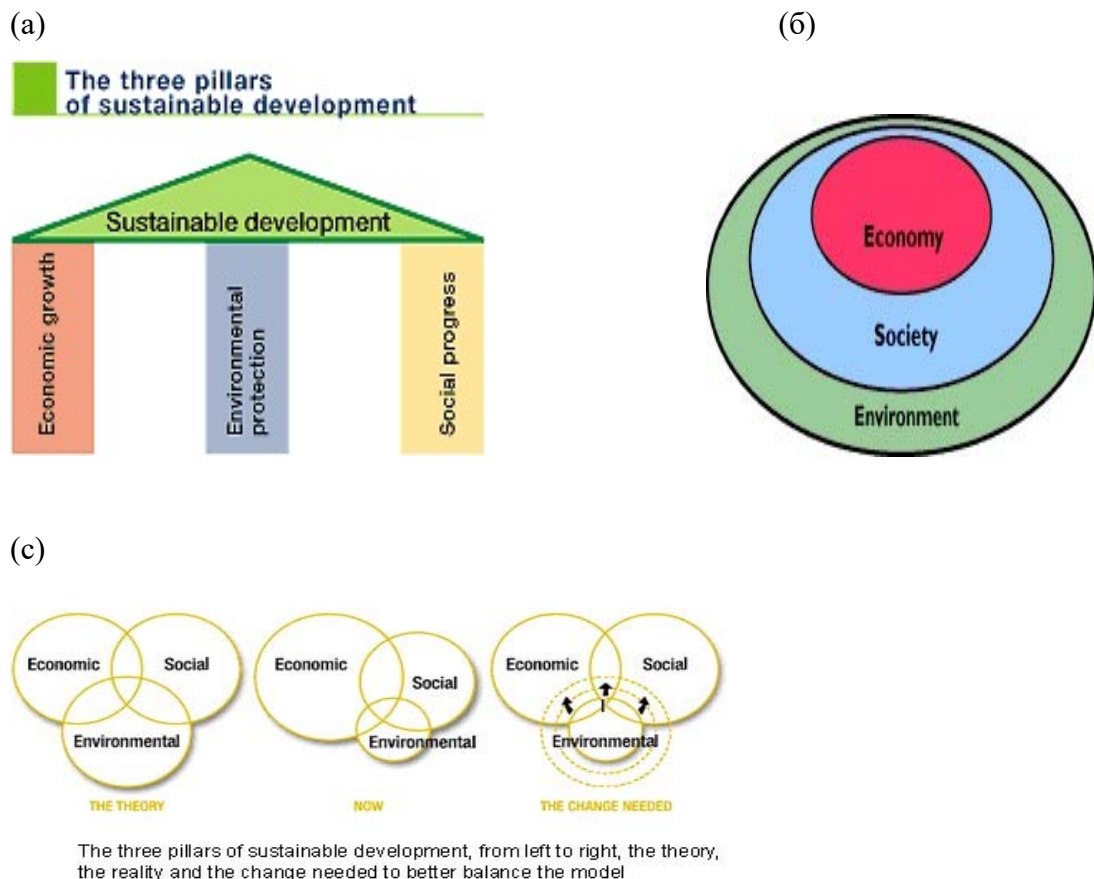 (а)
(б)
The three pillars
of sustainable development
Sustainable development
Economic growth
Environmental
protection
Social progress
Economy
Society
Environment
(с)
Economic
Social
Environmental
THE THEORY
Economic
Social
Environmental
NOW
Economic
Social
Environmental
THE CHANGE NEEDED
The three pillars of sustainable development, from left to right, the theory,
the reality and the change needed to better balance the model